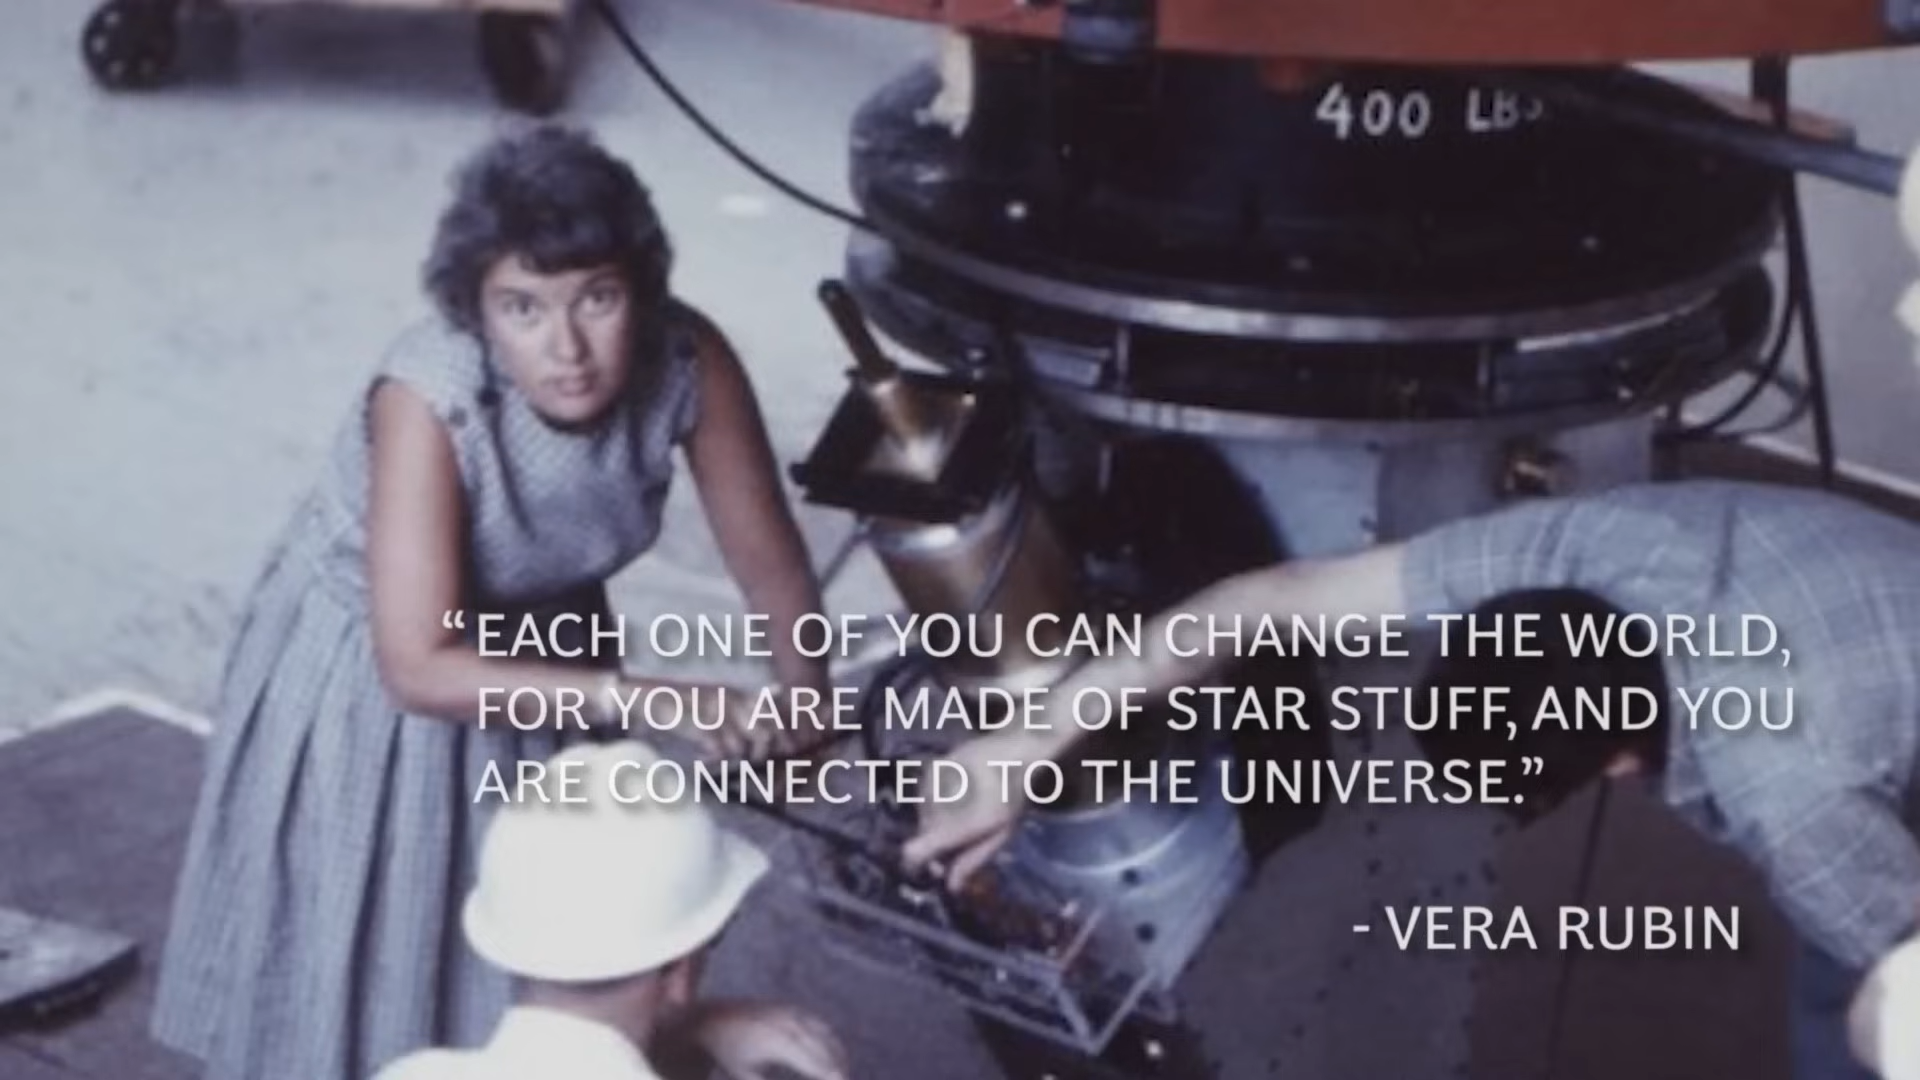 400 LBS
“EACH ONE OF YOU CAN CHANGE THE WORLD,
FOR YOU ARE MADE OF STAR STUFF, AND YOU
ARE CONNECTED TO THE UNIVERSE.”
- VERA RUBIN